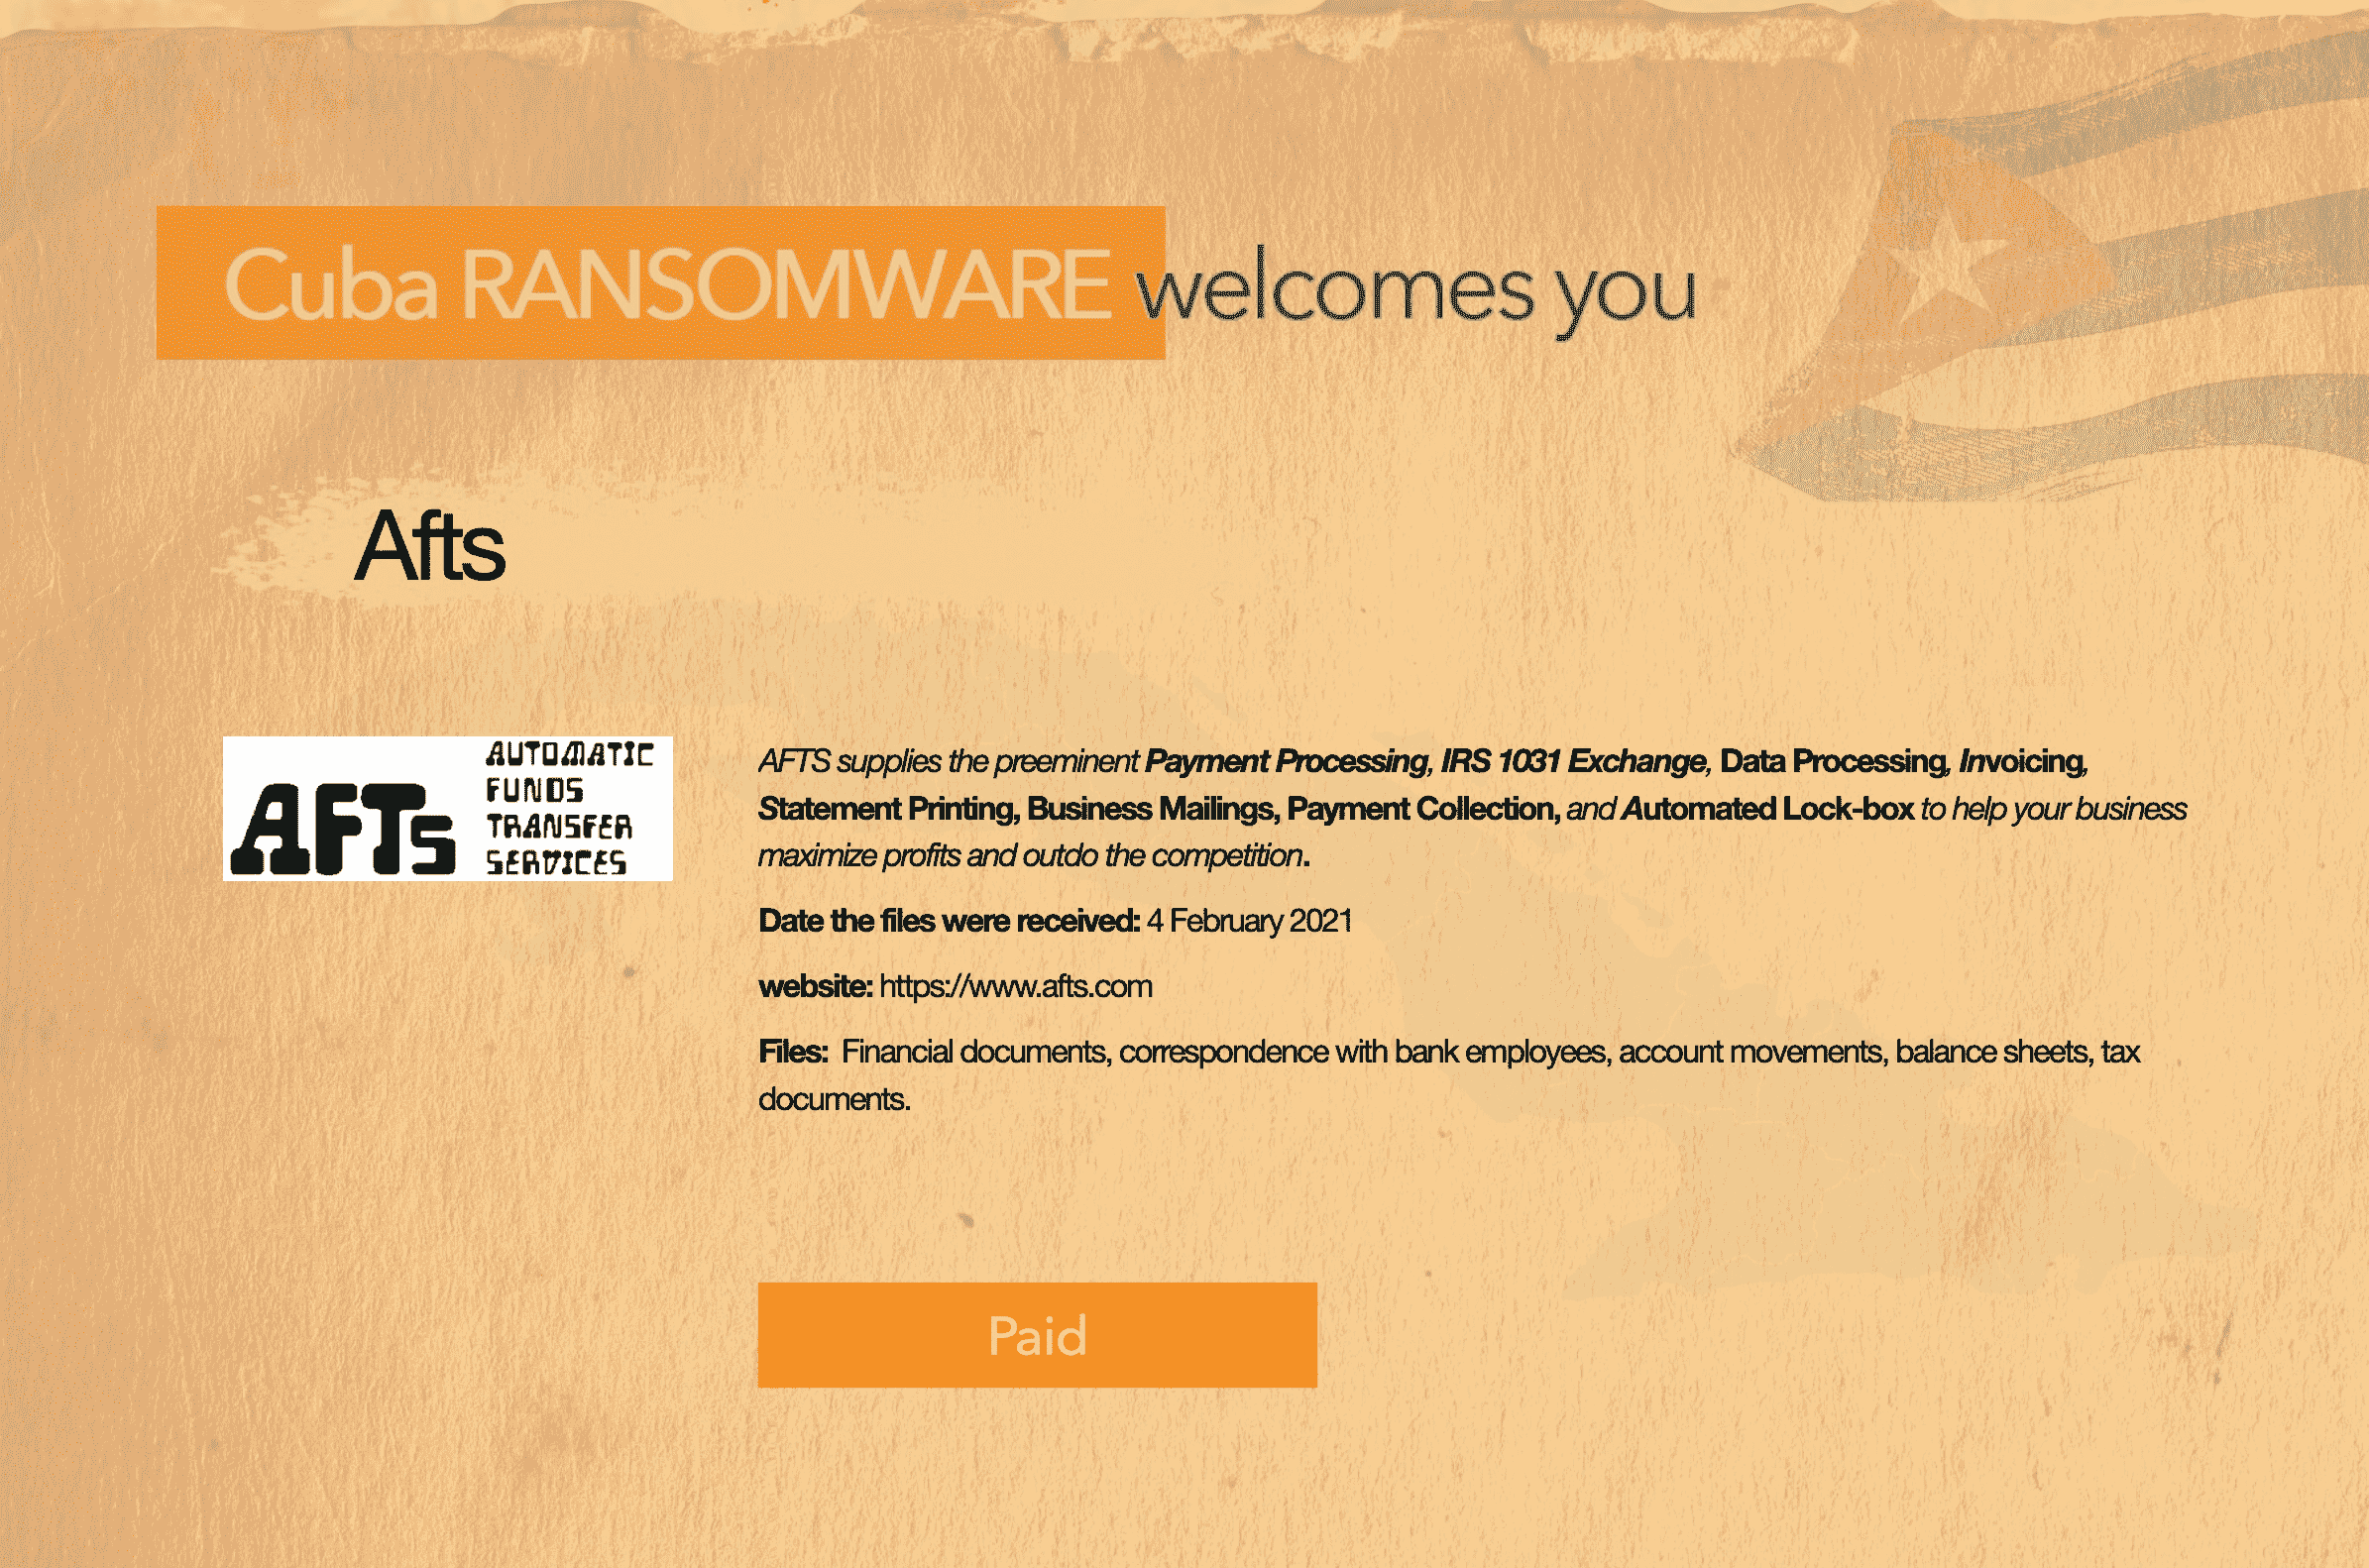 Cuba RANSOMWARE welcomes you
Afts
AFTS
AUTOMATIC
FUNDS
TRANSFER
SERVICES
AFTS supplies the preeminent Payment Processing, IRS 1031 Exchange, Data Processing, Invoicing,
Statement Printing, Business Mailings, Payment Collection, and Automated Lock-box to help your business
maximize profits and outdo the competition.
Date the files were received: 4 February 2021
website: https://www.afts.com
Files: Financial documents, correspondence with bank employees, account movements, balance sheets, tax
documents.
Paid